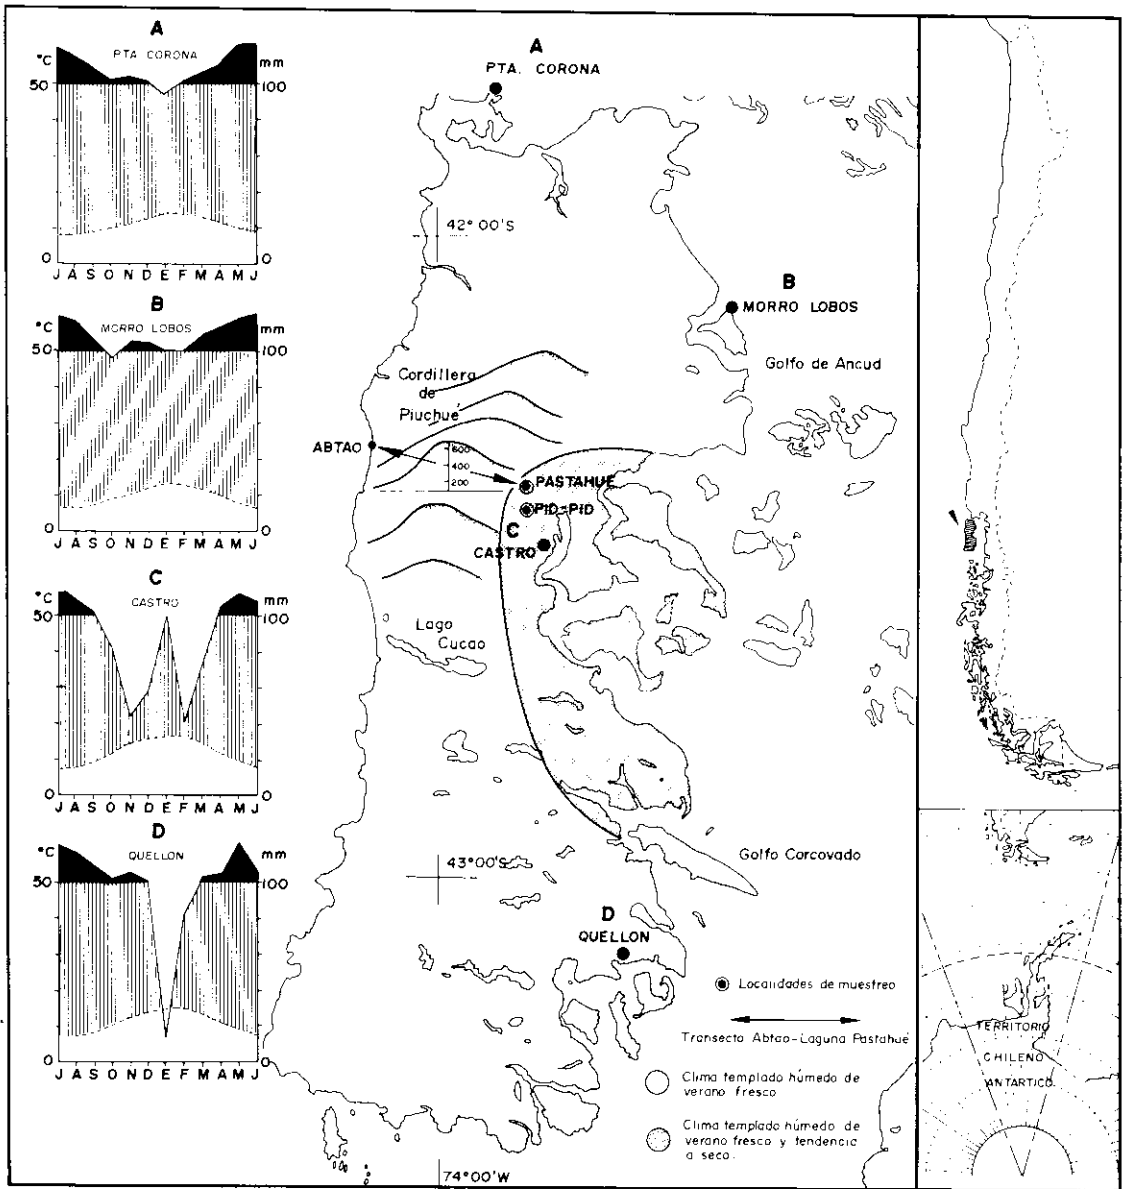 A
PTA CORONA
°C
mm
50
100
0
0
J A S O N D E F M A M J
B
MORRO LOBOS
°C
mm
50
100
0
0
J A S O N D E F M A M J
C
CASTRO
°C
mm
50
100
0
0
J A S O N D E F M A M J
D
QUELLON
°C
mm
50
100
0
0
J A S O N D E F M A M J
A
PTA. CORONA
42°00'S
B
MORRO LOBOS
Golfo de Ancud
Cordillera
de
Piuchué
ABTAO
600
400
200
PASTAHUE
PID-PID
C
CASTRO
Lago
Cucao
43°00'S
Golfo Corcovado
D
QUELLON
Localidades de muestreo
Transecto Abtao-Laguna Pastahué
Clima templado húmedo de
verano fresco
Clima templado húmedo de
verano fresco y tendencia
a seco.
74°00'W
TERRITORIO
CHILENO
ANTARTICO